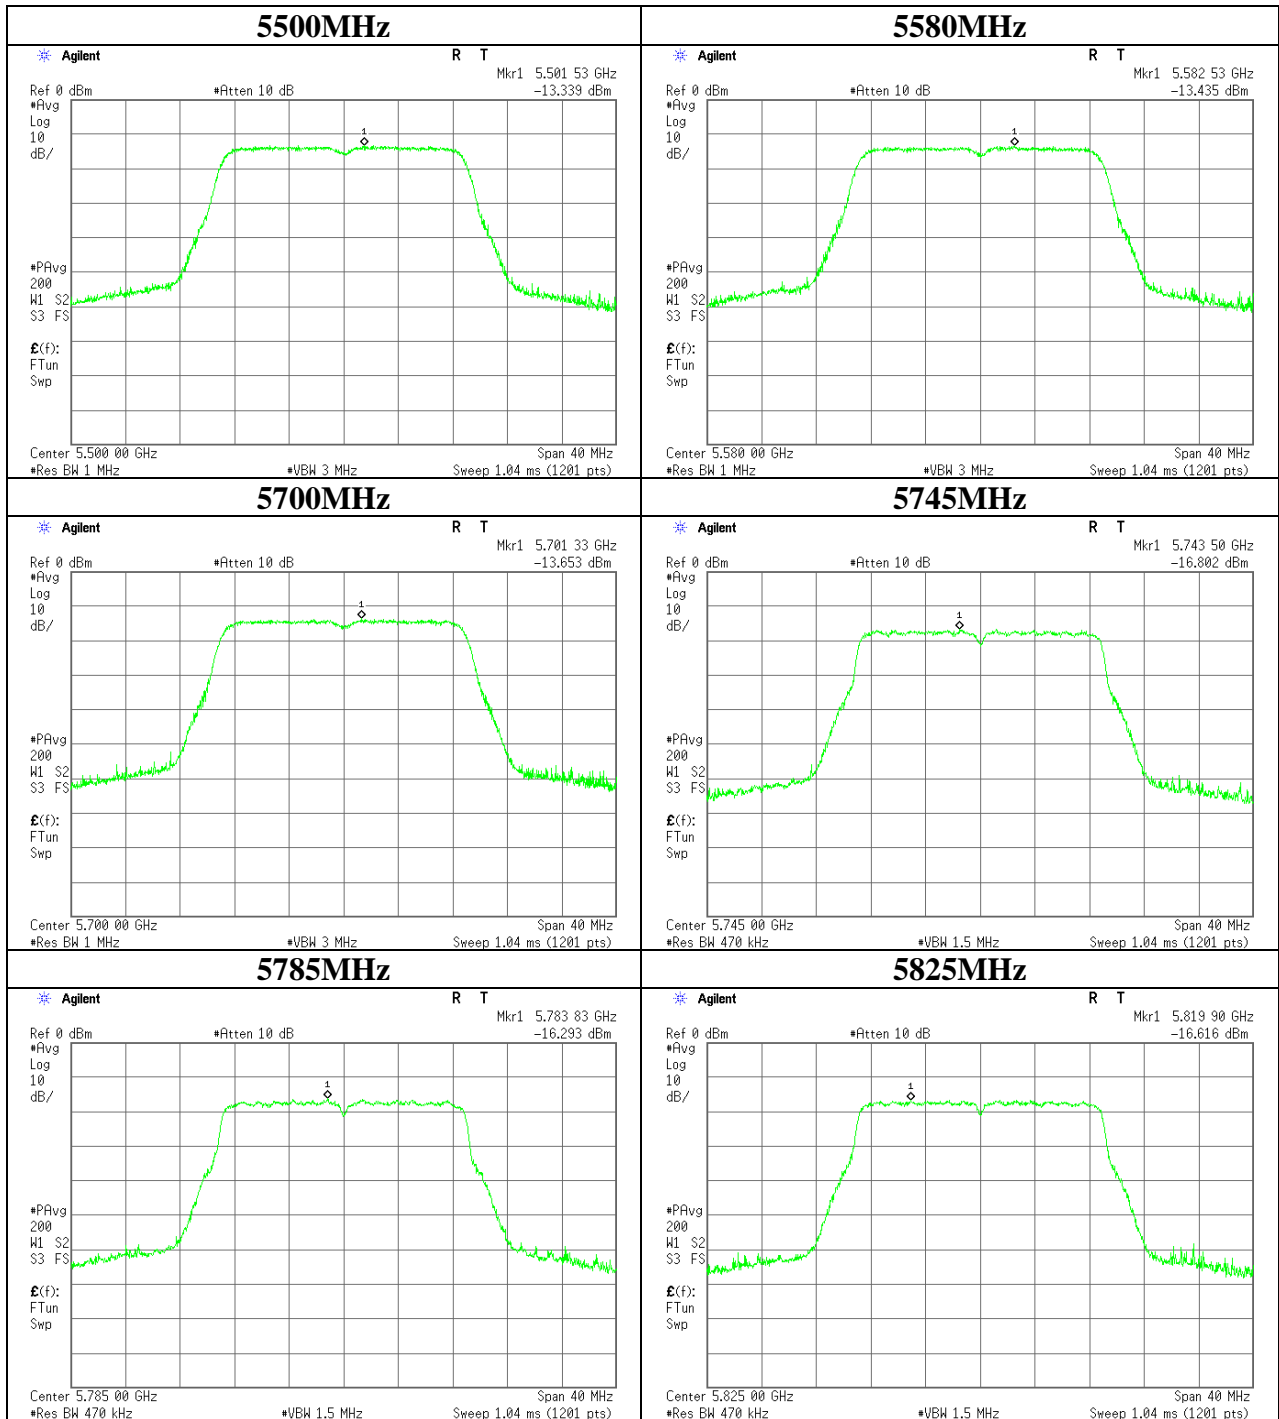 5500MHz
Agilent R T
Mkr1 5.501 53 GHz
Ref 0 dBm #Atten 10 dB -13.339 dBm
#Avg
Log
10
dB/
1
#PAvg
200
W1 S2
S3 FS
£(f):
FTun
Swp
Center 5.500 00 GHz Span 40 MHz
#Res BW 1 MHz #VBW 3 MHz Sweep 1.04 ms (1201 pts)
5580MHz
Agilent R T
Mkr1 5.582 53 GHz
Ref 0 dBm #Atten 10 dB -13.435 dBm
#Avg
Log
10
dB/
1
#PAvg
200
W1 S2
S3 FS
£(f):
FTun
Swp
Center 5.580 00 GHz Span 40 MHz
#Res BW 1 MHz #VBW 3 MHz Sweep 1.04 ms (1201 pts)
5700MHz
Agilent R T
Mkr1 5.701 33 GHz
Ref 0 dBm #Atten 10 dB -13.653 dBm
#Avg
Log
10
dB/
1
#PAvg
200
W1 S2
S3 FS
£(f):
FTun
Swp
Center 5.700 00 GHz Span 40 MHz
#Res BW 1 MHz #VBW 3 MHz Sweep 1.04 ms (1201 pts)
5745MHz
Agilent R T
Mkr1 5.743 50 GHz
Ref 0 dBm #Atten 10 dB -16.802 dBm
#Avg
Log
10
dB/
1
#PAvg
200
W1 S2
S3 FS
£(f):
FTun
Swp
Center 5.745 00 GHz Span 40 MHz
#Res BW 470 kHz #VBW 1.5 MHz Sweep 1.04 ms (1201 pts)
5785MHz
Agilent R T
Mkr1 5.783 83 GHz
Ref 0 dBm #Atten 10 dB -16.293 dBm
#Avg
Log
10
dB/
1
#PAvg
200
W1 S2
S3 FS
£(f):
FTun
Swp
Center 5.785 00 GHz Span 40 MHz
#Res BW 470 kHz #VBW 1.5 MHz Sweep 1.04 ms (1201 pts)
5825MHz
Agilent R T
Mkr1 5.819 90 GHz
Ref 0 dBm #Atten 10 dB -16.616 dBm
#Avg
Log
10
dB/
1
#PAvg
200
W1 S2
S3 FS
£(f):
FTun
Swp
Center 5.825 00 GHz Span 40 MHz
#Res BW 470 kHz #VBW 1.5 MHz Sweep 1.04 ms (1201 pts)